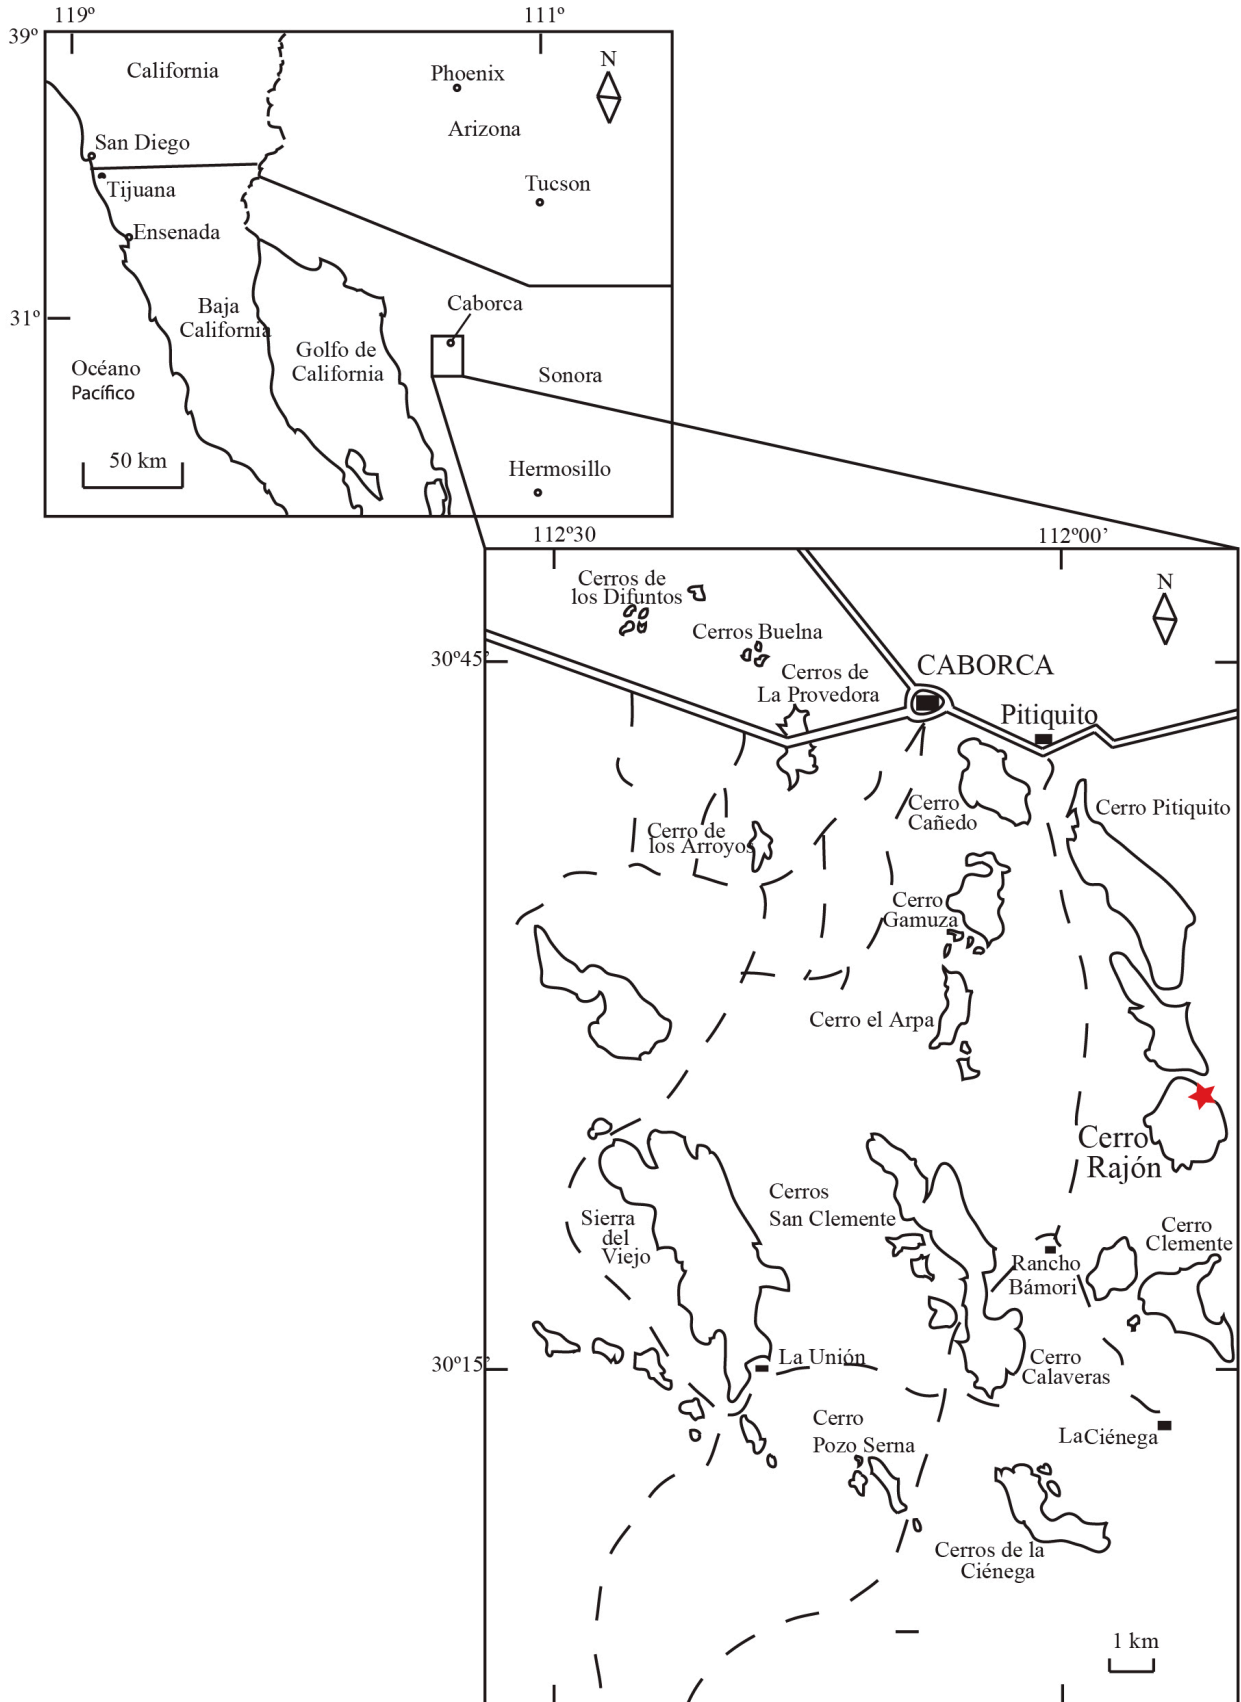 119º
111º
39º
California
Phoenix
N
Arizona
San Diego
Tijuana
Tucson
Ensenada
Baja
California
Caborca
31º
Golfo de
California
Océano
Pacífico
Sonora
50 km
Hermosillo
112º30
112º00’
Cerros de
los Difuntos
N
Cerros Buelna
30º45’
Cerros de
La Provedora
CABORCA
Pitiquito
Cerro
Cañedo
Cerro Pitiquito
Cerro de
los Arroyos
Cerro
Gamuza
Cerro el Arpa
Cerro
Rajón
Sierra
del
Viejo
Cerros
San Clemente
Cerro
Clemente
Rancho
Bámori
30º15’
La Unión
Cerro
Calaveras
Cerro
Pozo Serna
La Ciénega
Cerros de la
Ciénega
1 km